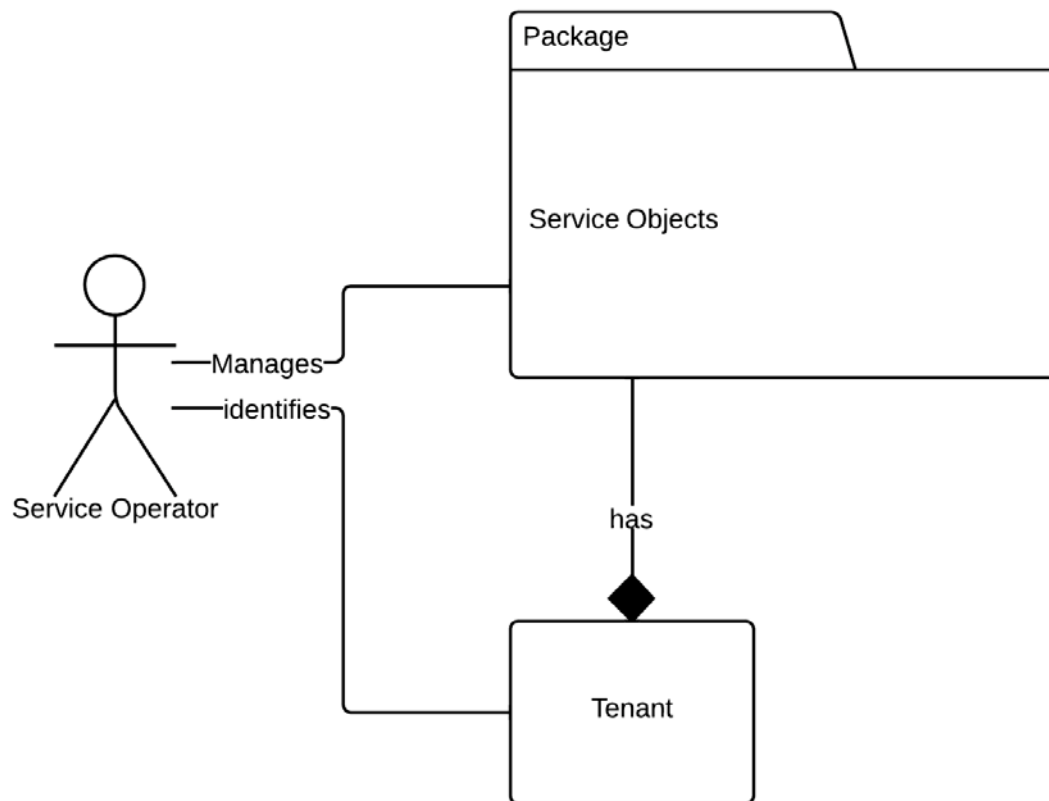 Package
Service Objects
Manages
identifies
Service Operator
has
Tenant